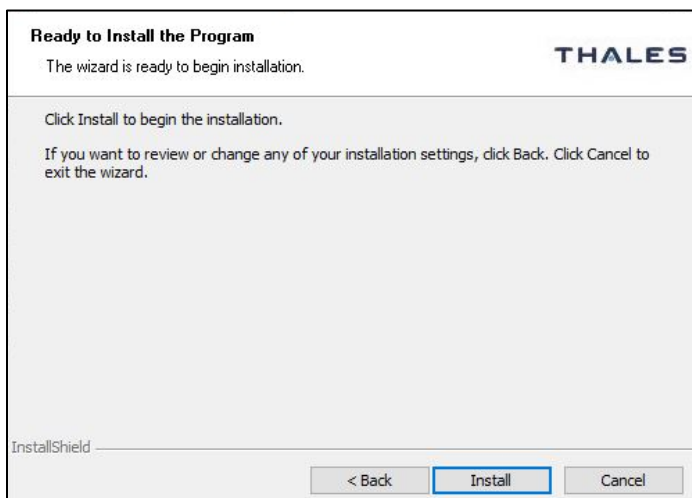 Ready to Install the Program
The wizard is ready to begin installation.
THALES
Click Install to begin the installation.
If you want to review or change any of your installation settings, click Back. Click Cancel to
exit the wizard.
InstallShield
< Back
Install
Cancel